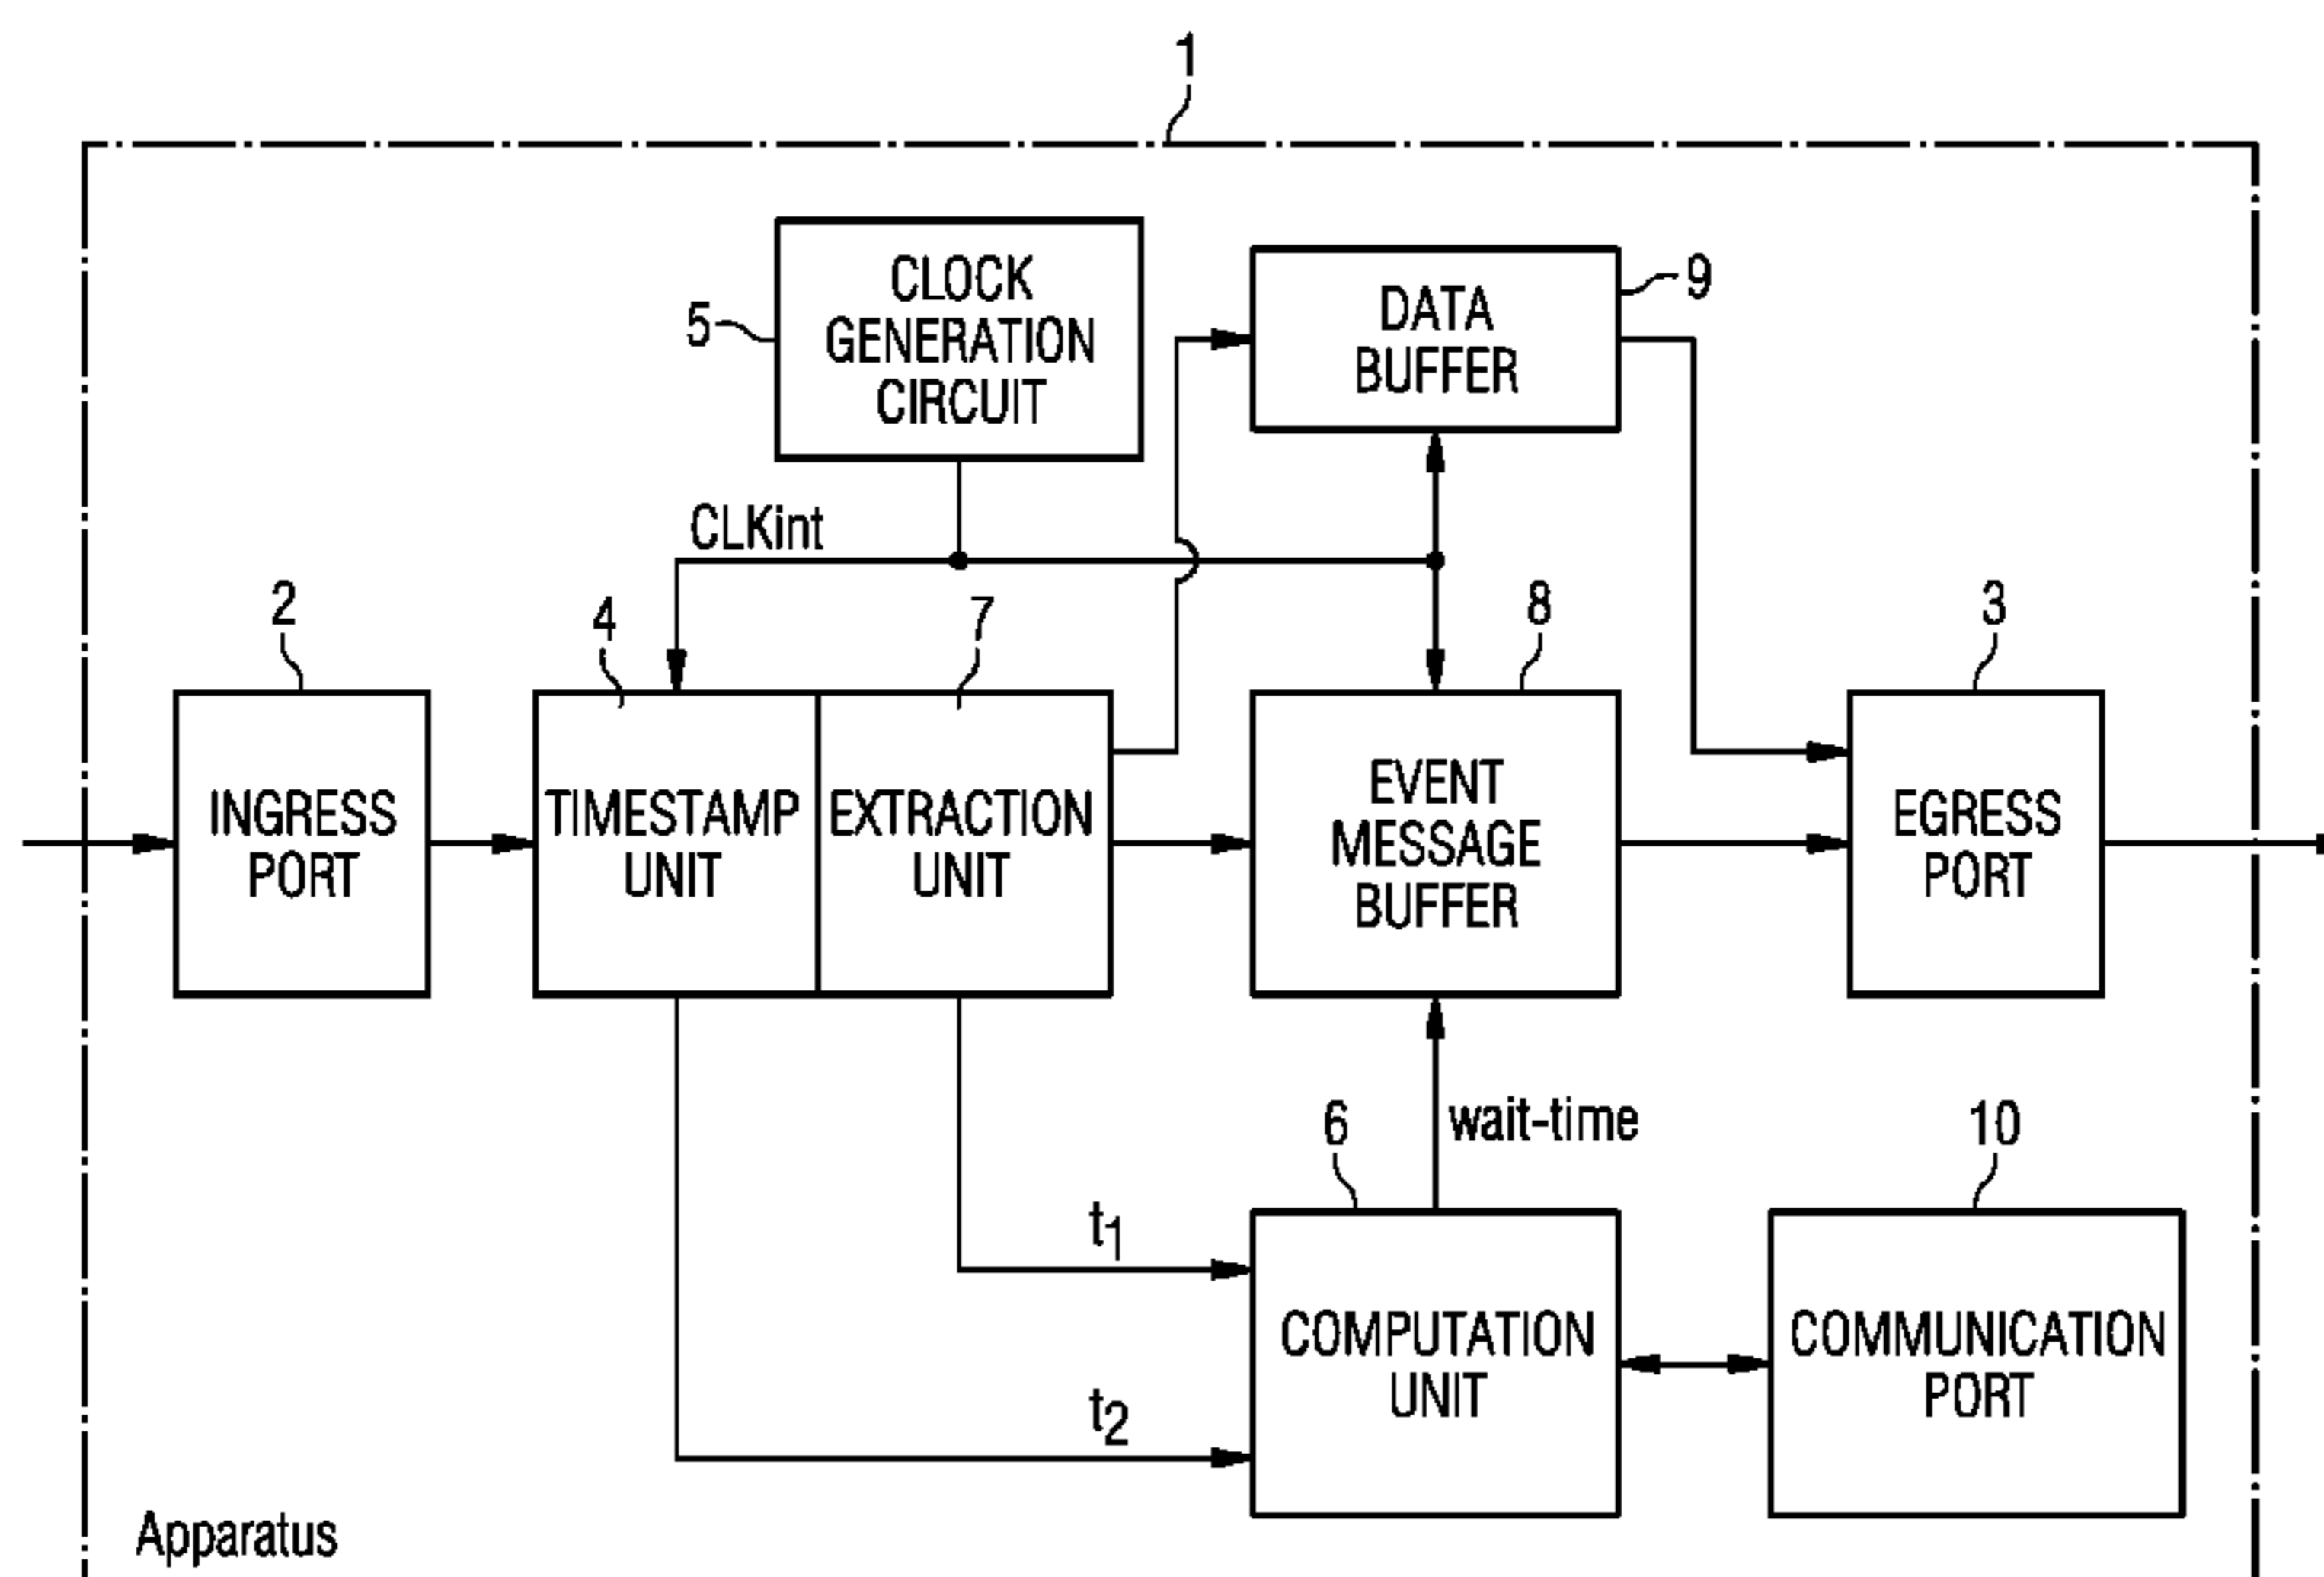 1
5
CLOCK
GENERATION
CIRCUIT
DATA
BUFFER
9
CLKint
2
4
7
8
3
INGRESS
PORT
TIMESTAMP
UNIT
EXTRACTION
UNIT
EVENT
MESSAGE
BUFFER
EGRESS
PORT
6
wait-time
10
t1
t2
COMPUTATION
UNIT
COMMUNICATION
PORT
Apparatus